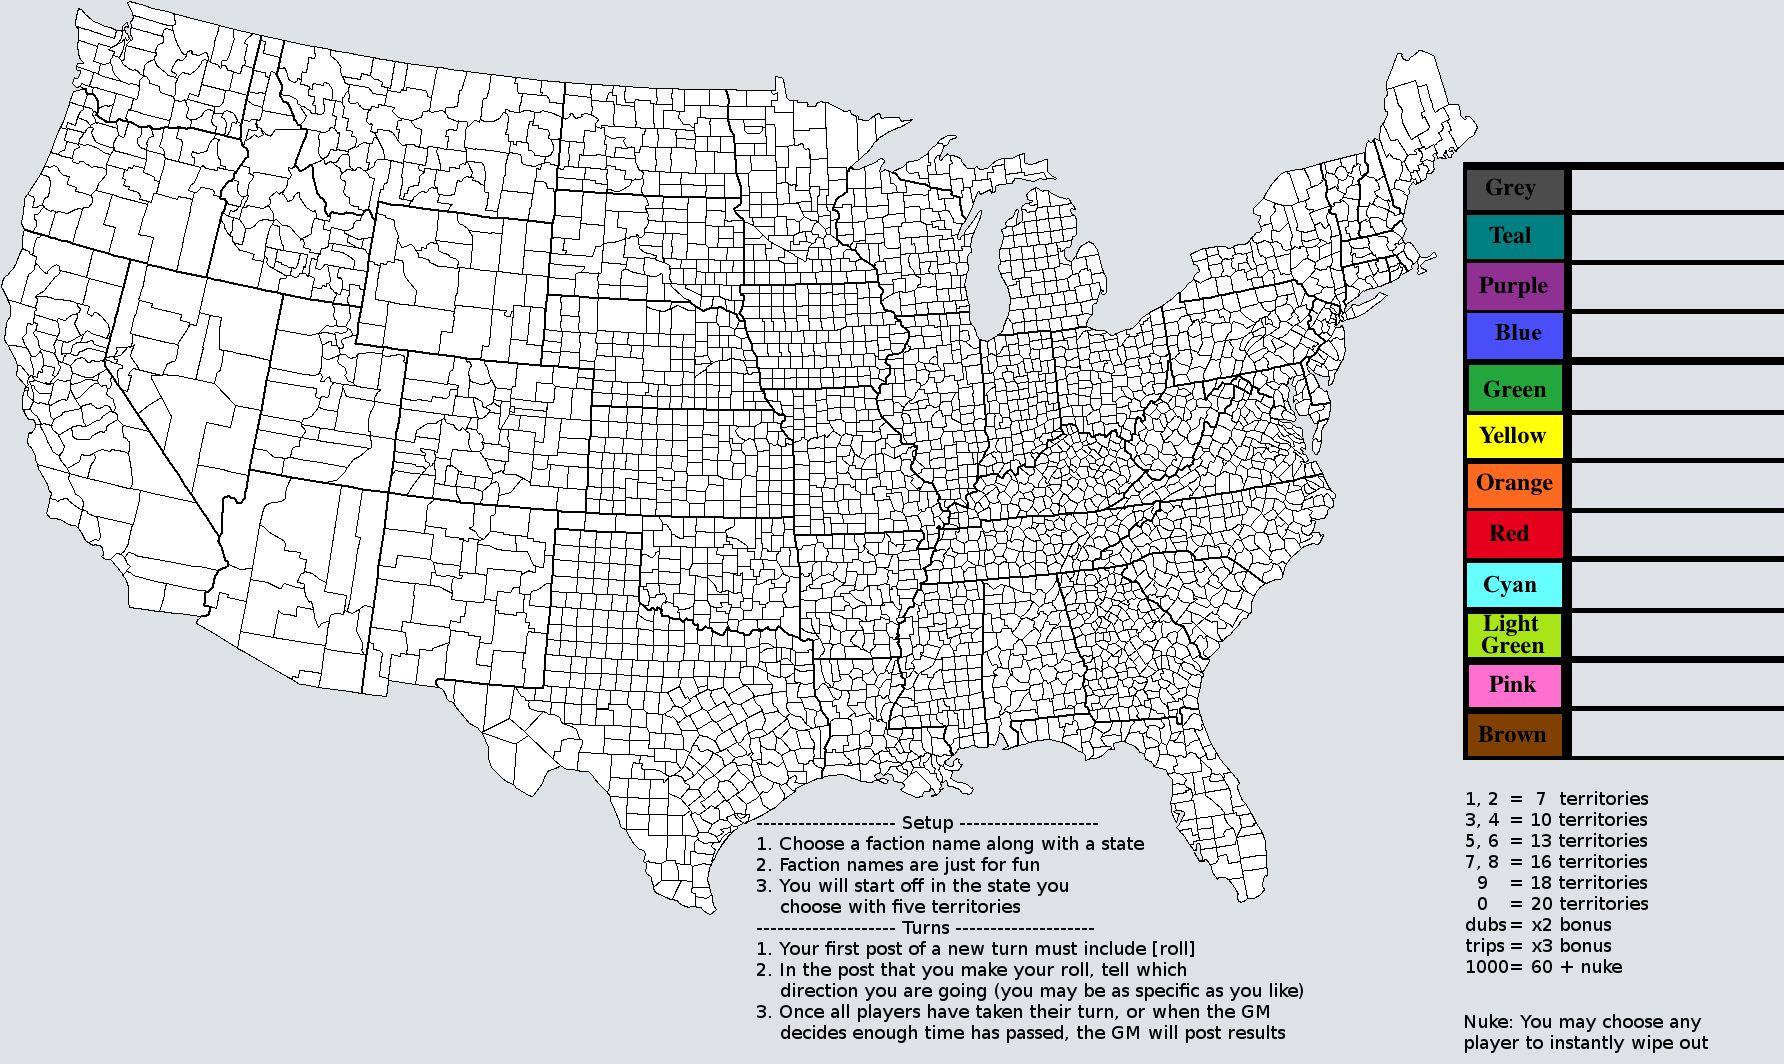 Grey
Teal
Purple
Blue
Green
Yellow
Orange
Red
Cyan
Light
Green
Pink
Brown
1, 2 = 7 territories
3, 4 = 10 territories
5, 6 = 13 territories
7, 8 = 16 territories
9 = 18 territories
0 = 20 territories
dubs= x2 bonus
trips = x3 bonus
1000= 60 + nuke
Nuke: You may choose any
player to instantly wipe out
-------------------- Setup --------------------
1. Choose a faction name along with a state
2. Faction names are just for fun
3. You will start off in the state you
choose with five territories
-------------------- Turns --------------------
1. Your first post of a new turn must include [roll]
2. In the post that you make your roll, tell which
direction you are going (you may be as specific as you like)
3. Once all players have taken their turn, or when the GM
decides enough time has passed, the GM will post results